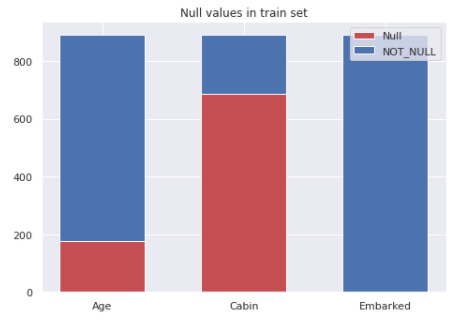 Null values in train set
Null
NOT_NULL
800
600
400
200
0
Age Cabin Embarked